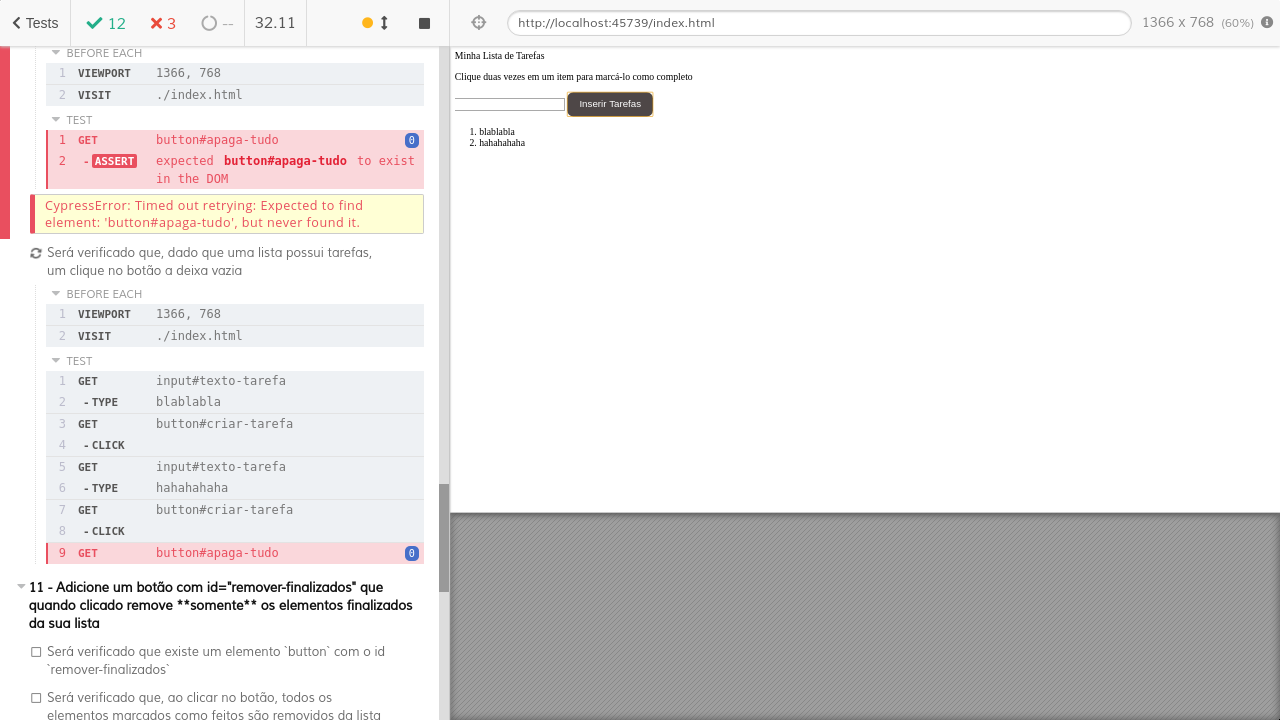 Tests 12 3 -- 32.11
BEFORE EACH
1 VIEWPORT 1366, 768
2 VISIT ./index.html
TEST
1 GET button#apaga-tudo 0
2 -ASSERT expected button#apaga-tudo to exist
in the DOM
CypressError: Timed out retrying: Expected to find
element: 'button#apaga-tudo', but never found it.
Será verificado que, dado que uma lista possui tarefas,
um clique no botão a deixa vazia
BEFORE EACH
1 VIEWPORT 1366, 768
2 VISIT ./index.html
TEST
1 GET input#texto-tarefa
2 -TYPE blablabla
3 GET button#criar-tarefa
4 -CLICK
5 GET input#texto-tarefa
6 -TYPE hahahahaha
7 GET button#criar-tarefa
8 -CLICK
9 GET button#apaga-tudo 0
11 - Adicione um botão com id="remover-finalizados" que
quando clicado remove **somente** os elementos finalizados
da sua lista
Será verificado que existe um elemento `button` com o id
`remover-finalizados`
Será verificado que, ao clicar no botão, todos os
elementos marcados como feitos são removidos da lista
http://localhost:45739/index.html 1366 x 768 (60%)
Minha Lista de Tarefas
Clique duas vezes em um item para marcá-lo como completo
Inserir Tarefas
1. blablabla
2. hahahahaha